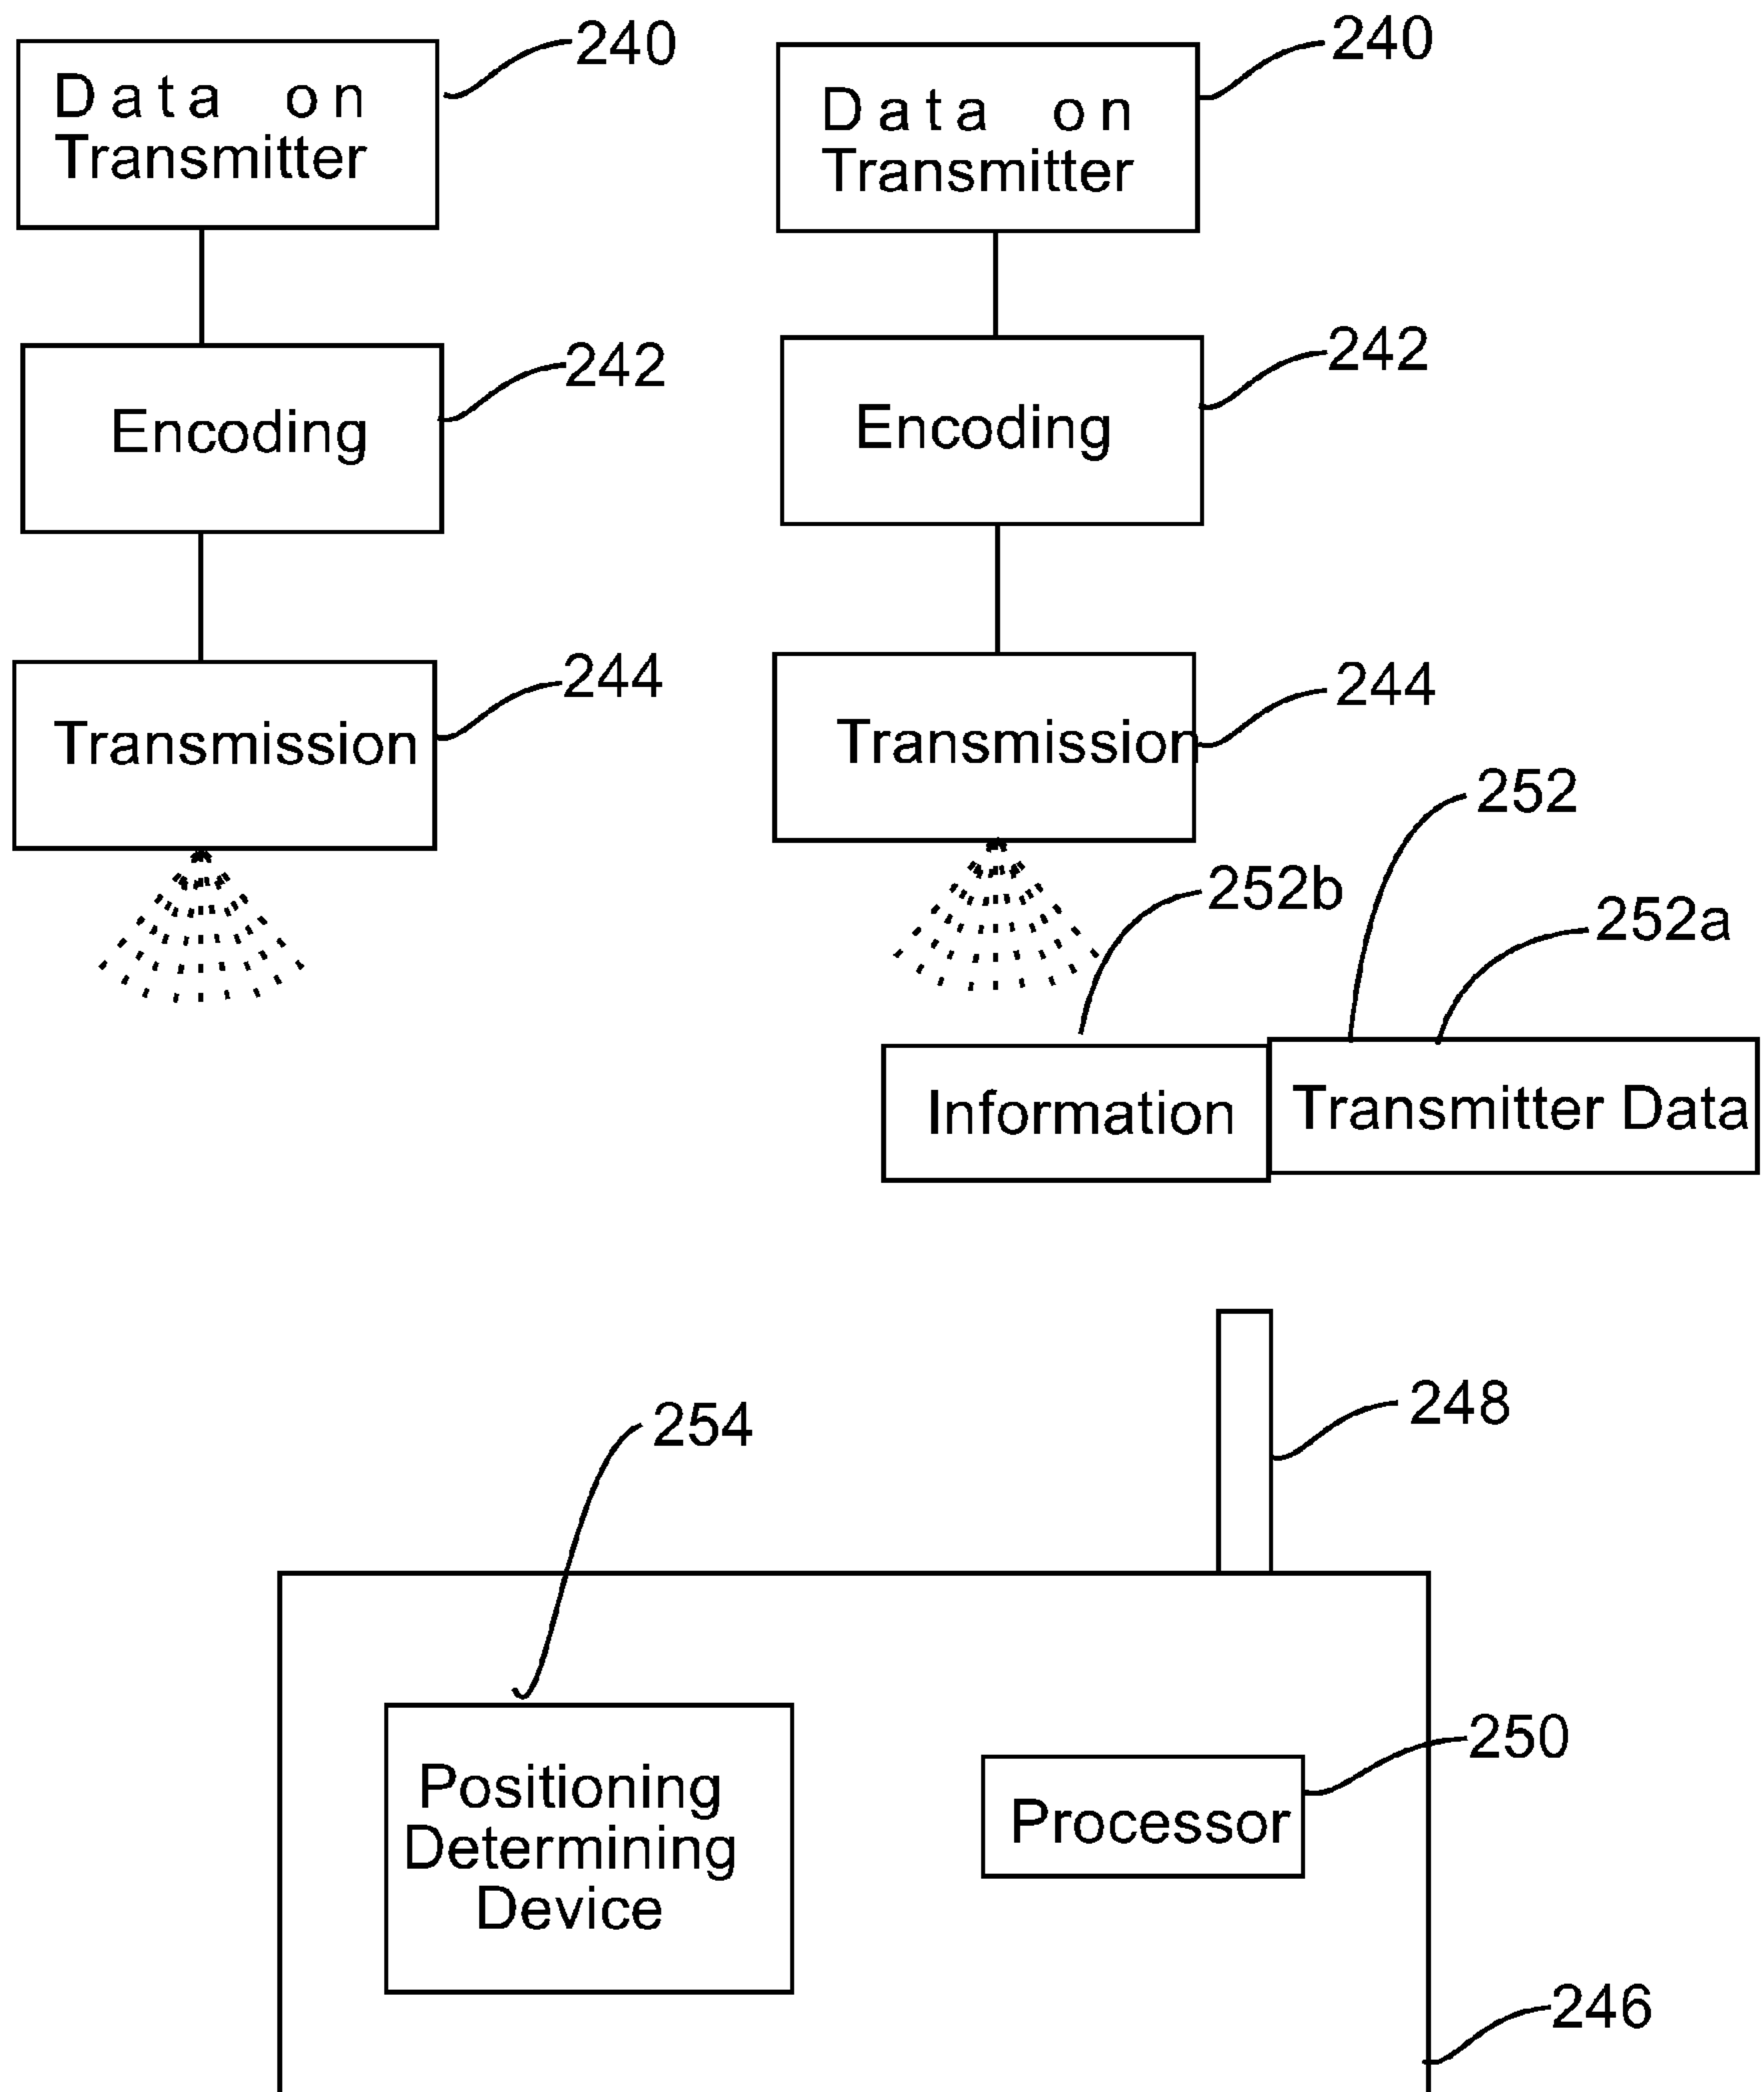 240
240
Data on
Transmitter
Data on
Transmitter
242
242
Encoding
Encoding
244
244
Transmission
Transmission
252
252b
252a
Information
Transmitter Data
248
254
250
Positioning
Determining
Device
Processor
246